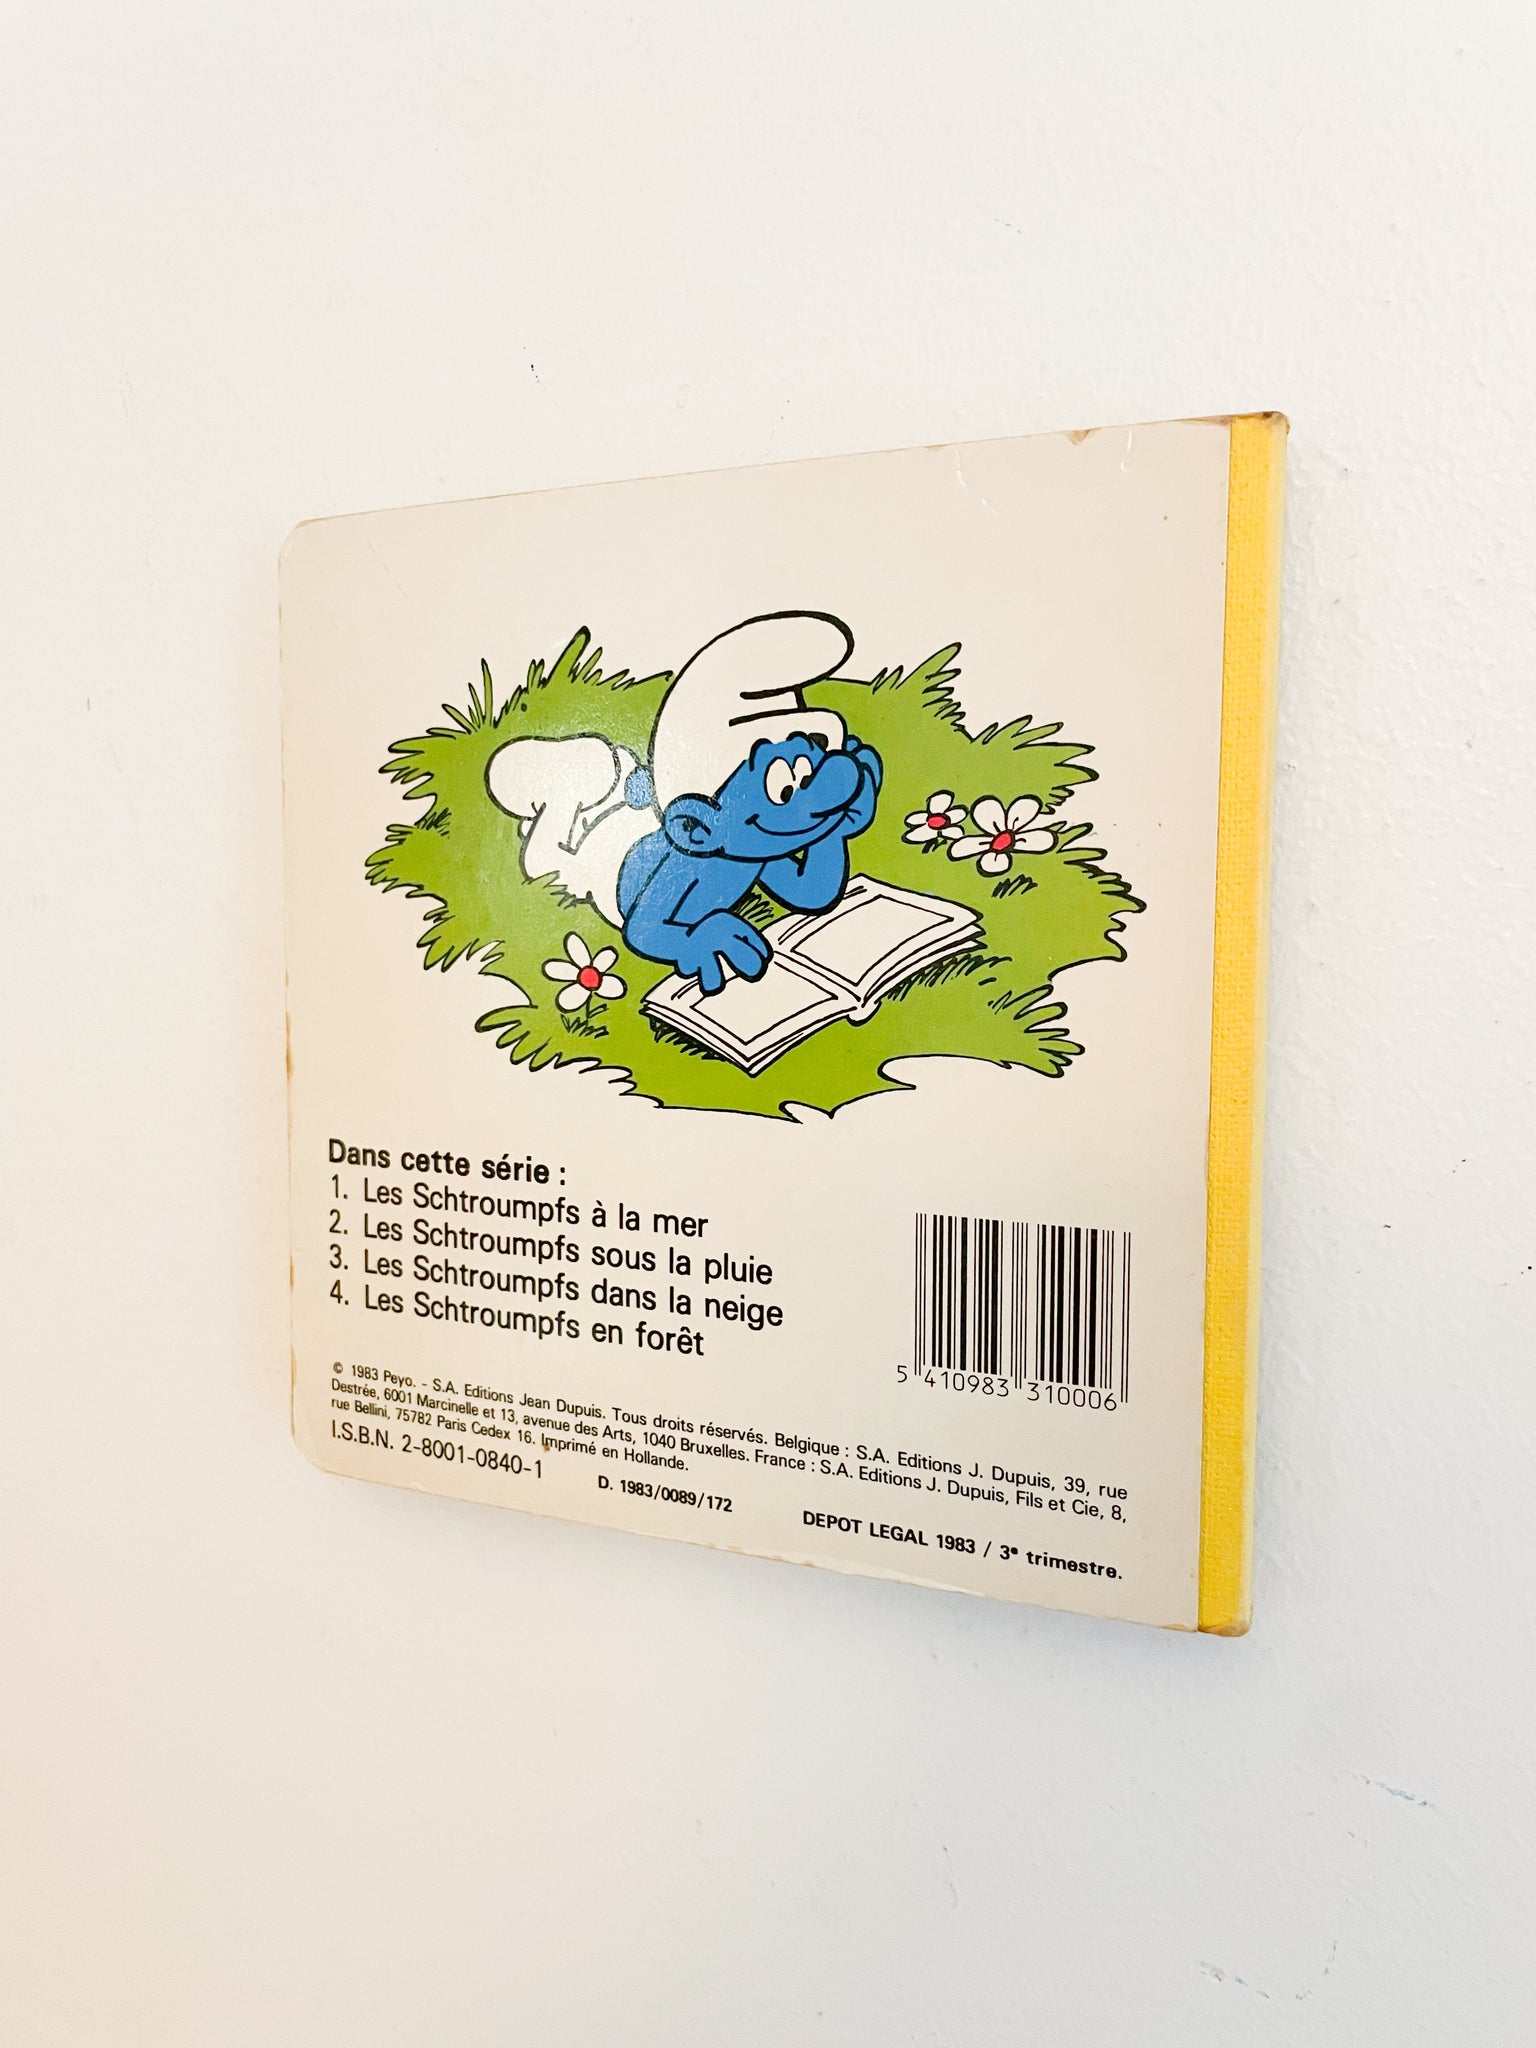 Dans cette série :
1. Les Schtroumpfs à la mer
2. Les Schtroumpfs sous la pluie
3. Les Schtroumpfs dans la neige
4. Les Schtroumpfs en forêt
5 410983 310006
© 1983 Peyo. - S.A. Editions Jean Dupuis. Tous droits réservés. Belgique : S.A. Editions J. Dupuis, 39, rue
Destrée, 6001 Marcinelle et 13, avenue des Arts, 1040 Bruxelles. France : S.A. Editions J. Dupuis, Fils et Cie, 8,
rue Bellini, 75782 Paris Cedex 16. Imprimé en Hollande.
I.S.B.N. 2-8001-0840-1
D. 1983/0089/172
DEPOT LEGAL 1983 / 3e trimestre.